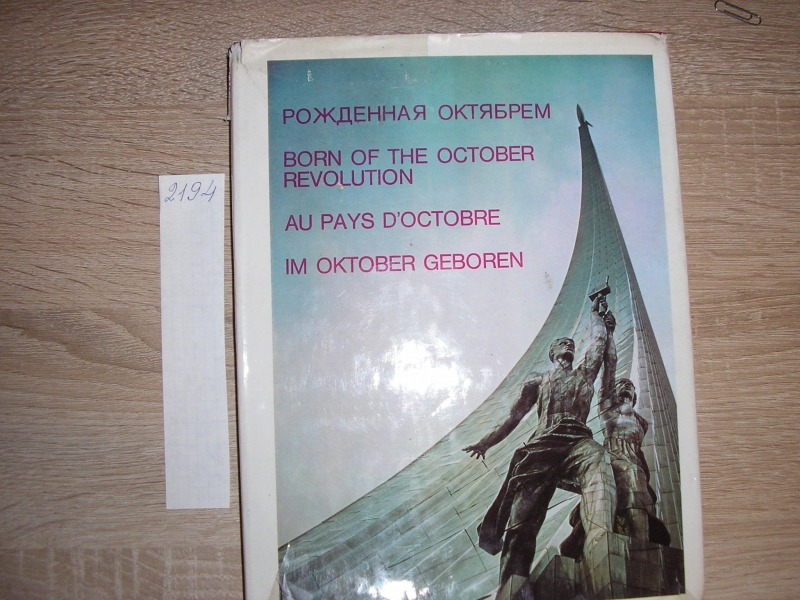 РОЖДЕННАЯ ОКТЯБРЕМ
BORN OF THE OCTOBER
REVOLUTION
AU PAYS D'OCTOBRE
IM OKTOBER GEBOREN
2194